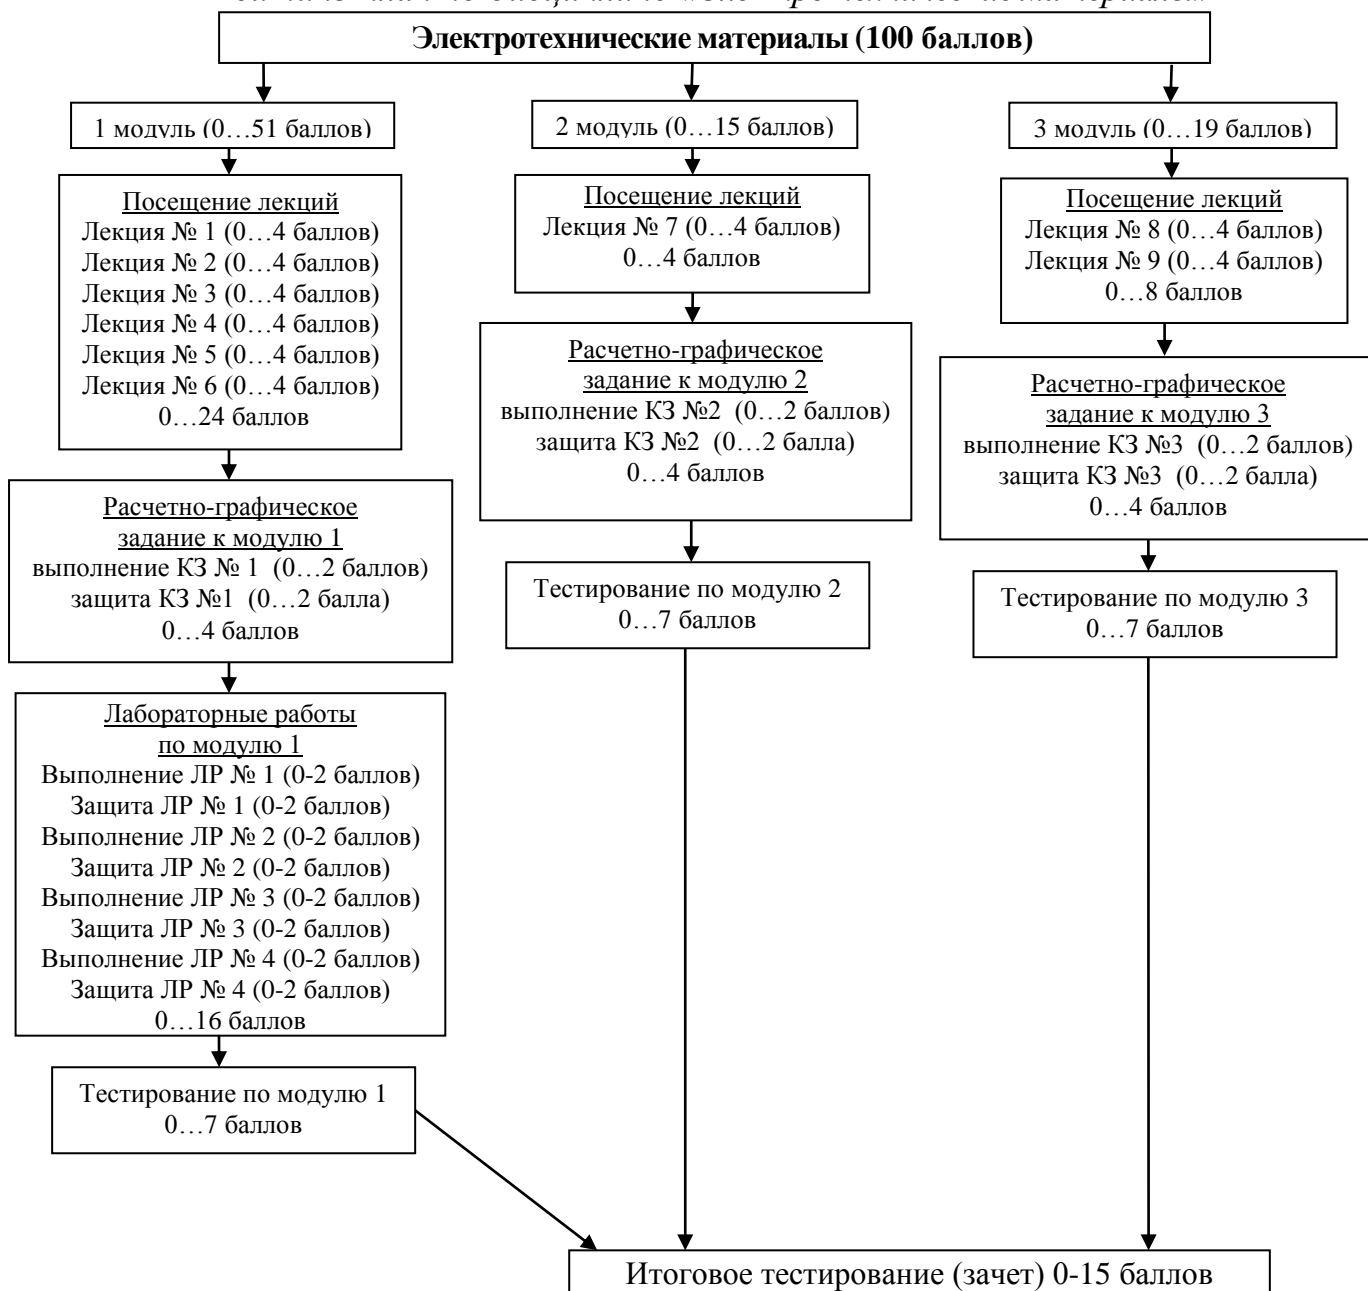 Электротехнические материалы (100 баллов)
1 модуль (0…51 баллов)
Посещение лекций
Лекция № 1 (0…4 баллов)
Лекция № 2 (0…4 баллов)
Лекция № 3 (0…4 баллов)
Лекция № 4 (0…4 баллов)
Лекция № 5 (0…4 баллов)
Лекция № 6 (0…4 баллов)
0…24 баллов
Расчетно-графическое
задание к модулю 1
выполнение КЗ № 1 (0…2 баллов)
защита КЗ №1 (0…2 балла)
0…4 баллов
Лабораторные работы
по модулю 1
Выполнение ЛР № 1 (0-2 баллов)
Защита ЛР № 1 (0-2 баллов)
Выполнение ЛР № 2 (0-2 баллов)
Защита ЛР № 2 (0-2 баллов)
Выполнение ЛР № 3 (0-2 баллов)
Защита ЛР № 3 (0-2 баллов)
Выполнение ЛР № 4 (0-2 баллов)
Защита ЛР № 4 (0-2 баллов)
0…16 баллов
Тестирование по модулю 1
0…7 баллов
2 модуль (0…15 баллов)
Посещение лекций
Лекция № 7 (0…4 баллов)
0…4 баллов
Расчетно-графическое
задание к модулю 2
выполнение КЗ №2 (0…2 баллов)
защита КЗ №2 (0…2 балла)
0…4 баллов
Тестирование по модулю 2
0…7 баллов
3 модуль (0…19 баллов)
Посещение лекций
Лекция № 8 (0…4 баллов)
Лекция № 9 (0…4 баллов)
0…8 баллов
Расчетно-графическое
задание к модулю 3
выполнение КЗ №3 (0…2 баллов)
защита КЗ №3 (0…2 балла)
0…4 баллов
Тестирование по модулю 3
0…7 баллов
Итоговое тестирование (зачет) 0-15 баллов